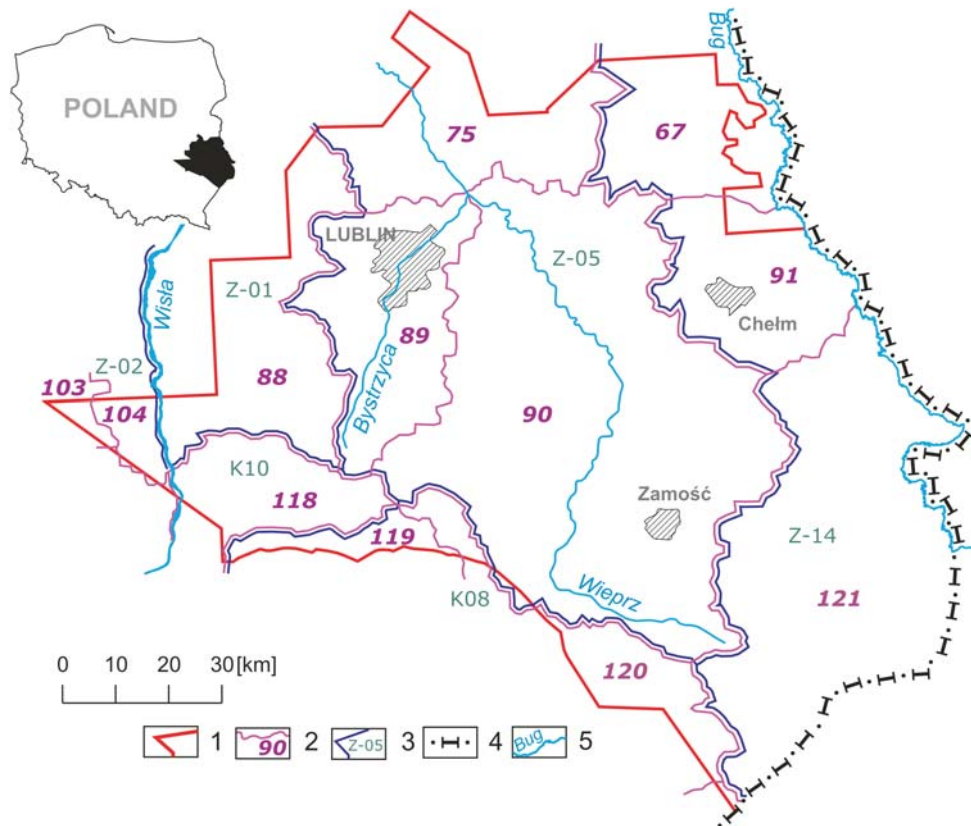 POLAND
Bug
75
67
LUBLIN
Z-05
91
Z-01
Chełm
Wisła
89
Z-02
88
Bystrzyca
103
104
90
K10
118
Zamość
119
Z-14
K08
Wieprz
121
120
0 10 20 30 [km]
1 90 2 Z-05 3 4 Bug 5